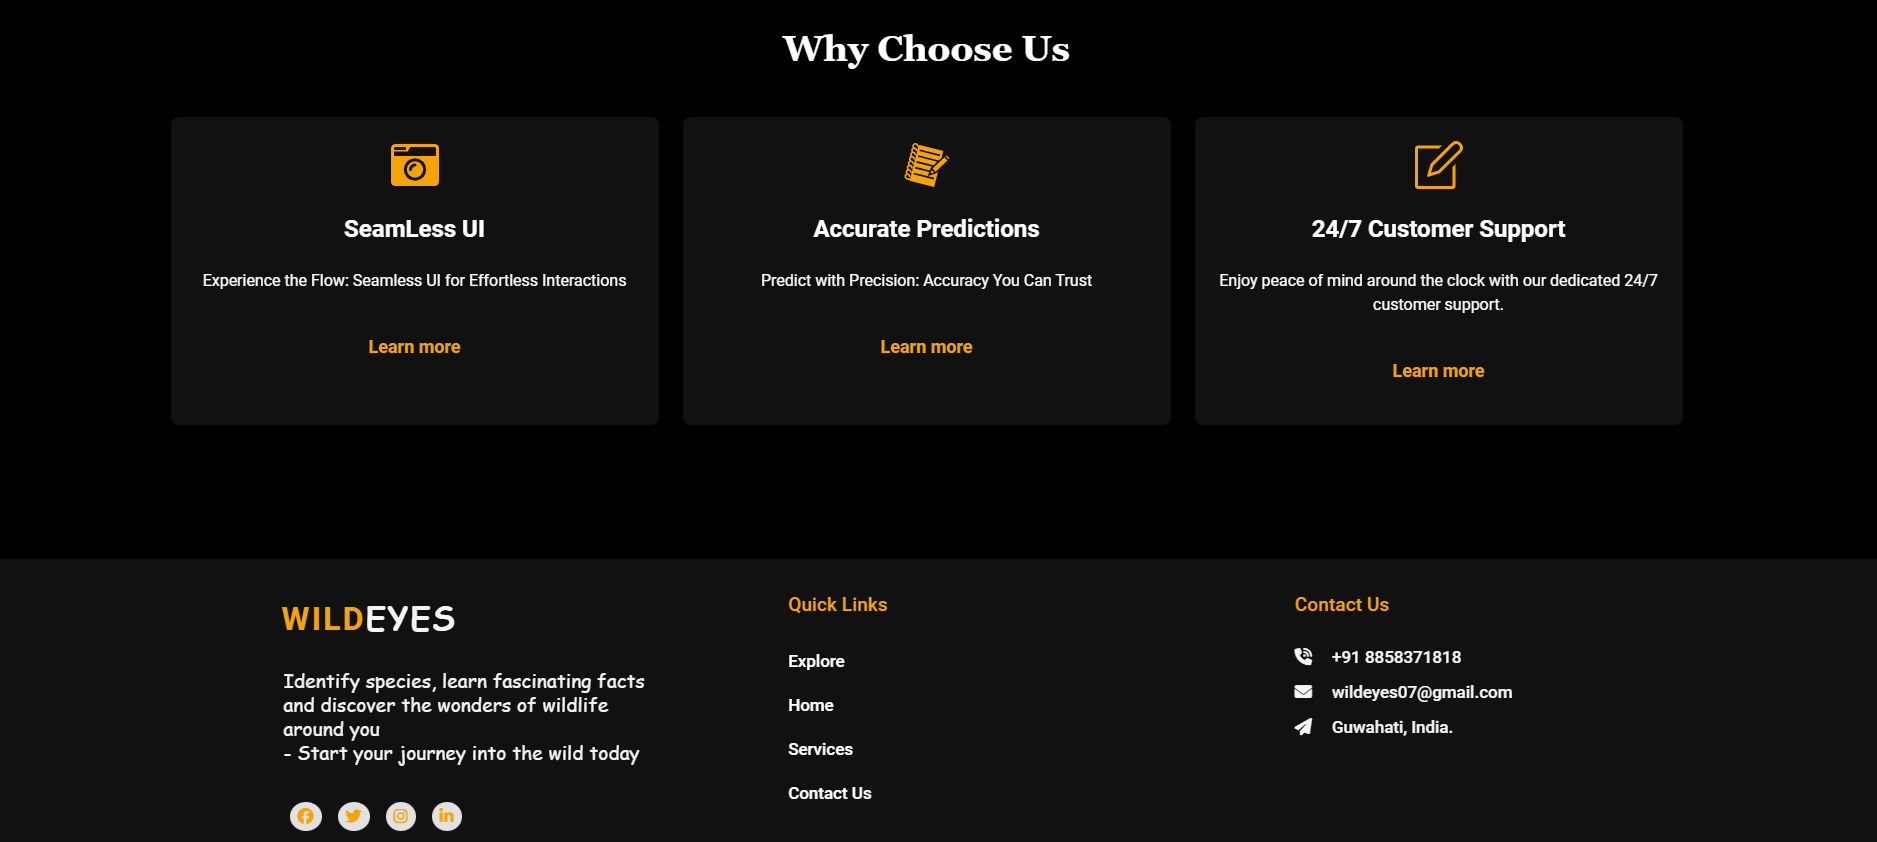 Why Choose Us
SeamLess UI
Experience the Flow: Seamless UI for Effortless Interactions
Learn more
Accurate Predictions
Predict with Precision: Accuracy You Can Trust
Learn more
24/7 Customer Support
Enjoy peace of mind around the clock with our dedicated 24/7
customer support.
Learn more
WILDEYES
Identify species, learn fascinating facts
and discover the wonders of wildlife
around you
- Start your journey into the wild today
Quick Links
Explore
Home
Services
Contact Us
Contact Us
+91 8858371818
wildeyes07@gmail.com
Guwahati, India.